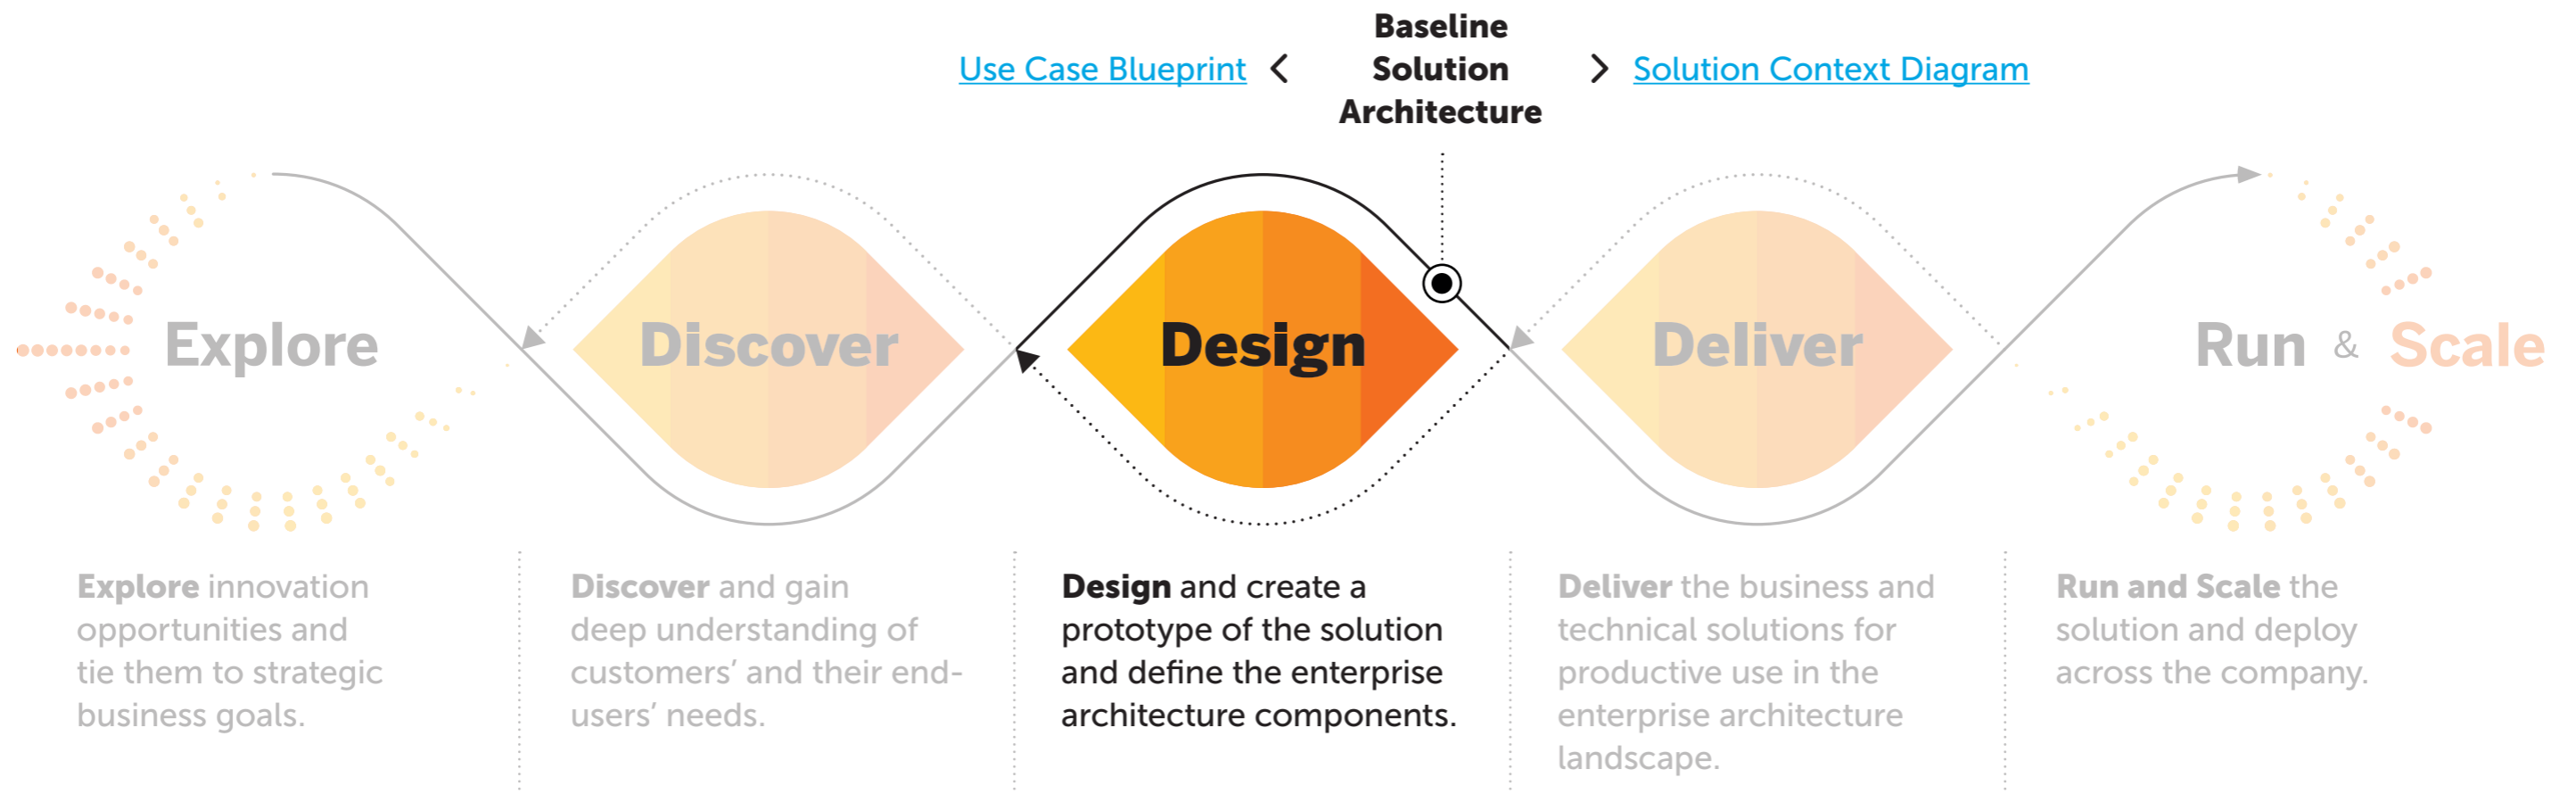 Baseline
Use Case Blueprint < Solution > Solution Context Diagram
Architecture
Explore
Discover
Design
Deliver
Run & Scale
Explore innovation
opportunities and
tie them to strategic
business goals.
Discover and gain
deep understanding of
customers’ and their end-
users’ needs.
Design and create a
prototype of the solution
and define the enterprise
architecture components.
Deliver the business and
technical solutions for
productive use in the
enterprise architecture
landscape.
Run and Scale the
solution and deploy
across the company.